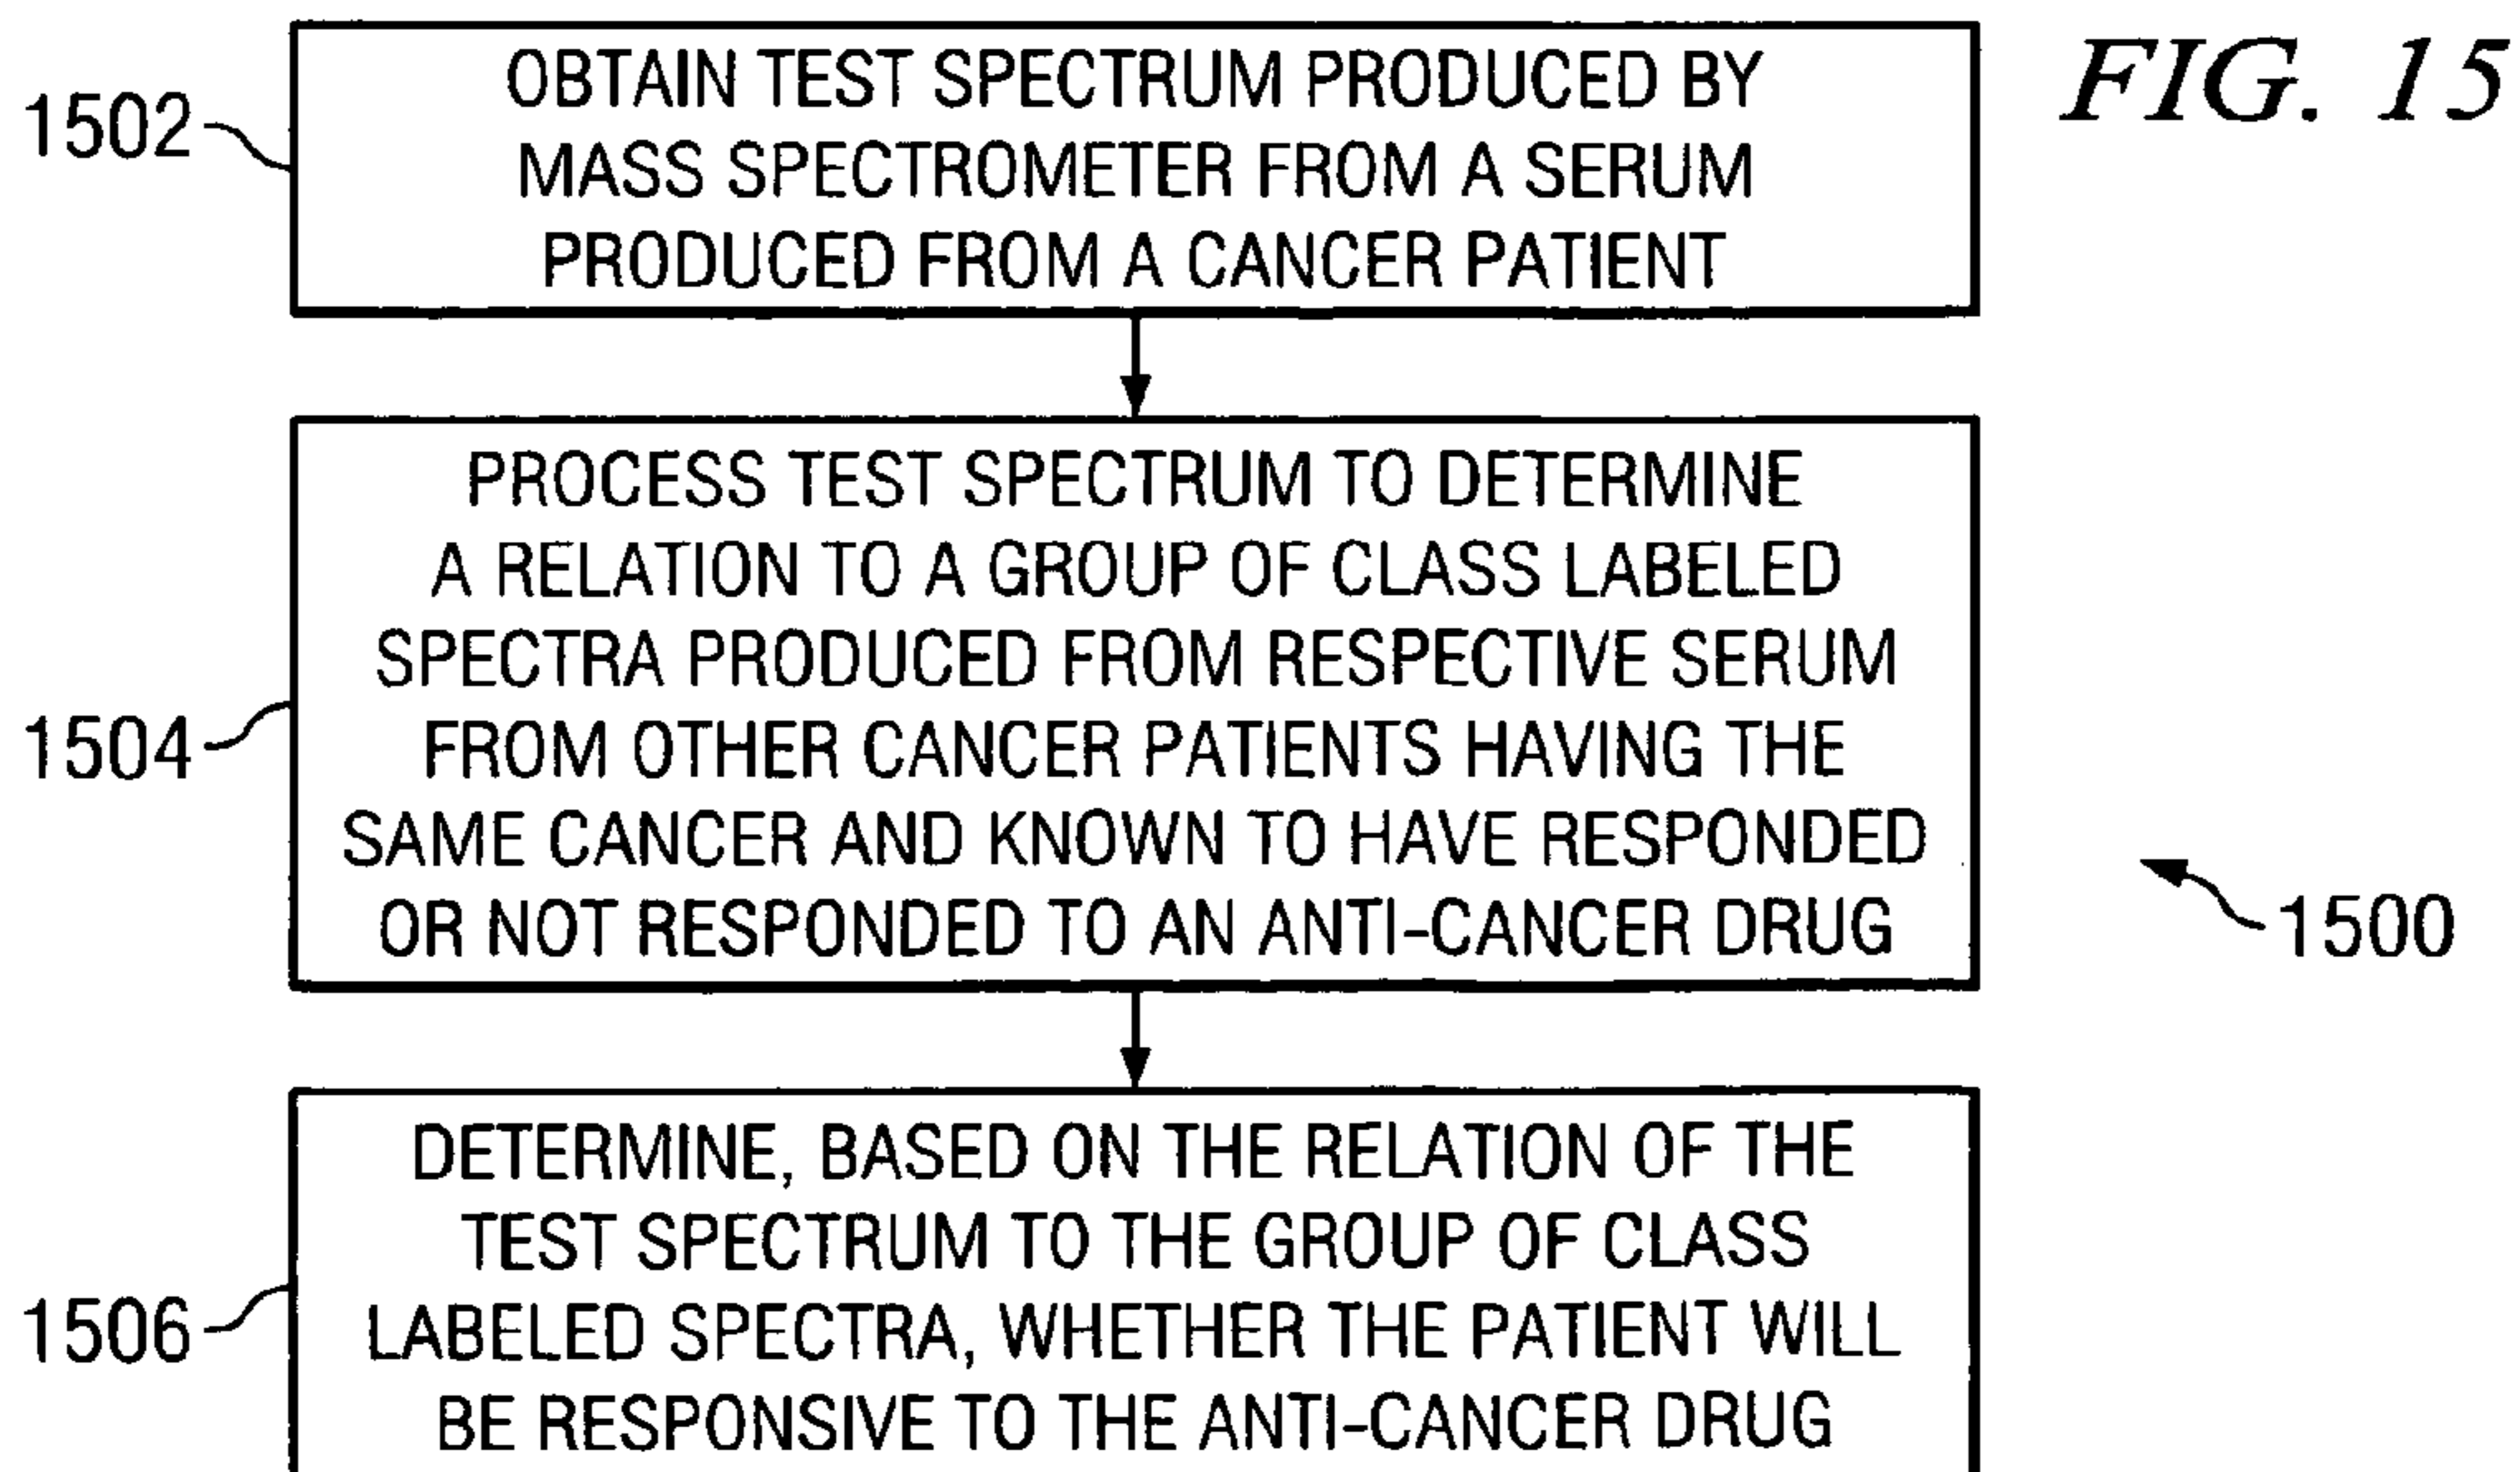 FIG. 15
1502
OBTAIN TEST SPECTRUM PRODUCED BY
MASS SPECTROMETER FROM A SERUM
PRODUCED FROM A CANCER PATIENT
1504
PROCESS TEST SPECTRUM TO DETERMINE
A RELATION TO A GROUP OF CLASS LABELED
SPECTRA PRODUCED FROM RESPECTIVE SERUM
FROM OTHER CANCER PATIENTS HAVING THE
SAME CANCER AND KNOWN TO HAVE RESPONDED
OR NOT RESPONDED TO AN ANTI-CANCER DRUG
1500
1506
DETERMINE, BASED ON THE RELATION OF THE
TEST SPECTRUM TO THE GROUP OF CLASS
LABELED SPECTRA, WHETHER THE PATIENT WILL
BE RESPONSIVE TO THE ANTI-CANCER DRUG